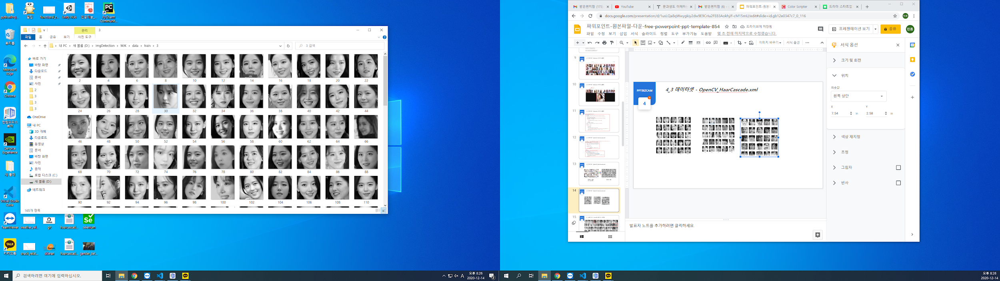 pythonProj...
알집
functional_r...
Unity Hub
인공지능_...
PyCharm Communit...
휴지통
Microsoft Edge
Chrome
한컴오피스 뷰어
GeForce Experience
새 폴더
Visual Studio Code
TeamViewer
weather_rel...
git
haarcascad...
selenium
카카오톡
snack_relat...
skleran
haarcascad...
gender_det...
관리
3
파일
홈
공유
보기
사진 도구
내 PC › 새 볼륨 (D:) › imgDetection › MJK › data › train › 3
3 검색
바로 가기
바탕 화면
다운로드
문서
사진
2
3
3
3
OneDrive
내 PC
3D 개체
다운로드
동영상
문서
바탕 화면
사진
음악
로컬 디스크 (C:)
새 볼륨 (D:)
네트워크
2 4 6 8 10 12 14 16 18 20 22
24 26 28 30 32 34 36 38 40 42 44
46 48 50 52 54 56 58 60 62 64 66
68 70 72 74 76 78 80 82 84 86 88
90 92 94 96 98 100 102 104 106 108 110
165개 항목
검색하려면 여기에 입력하십시오.
A
오후 8:26
2020-12-14
2
받은편지함 (173)
YouTube
문과생도 이해하는
받은편지함 (6) -
파워포인트-원본
Color Scripter
드라마 스타트업
docs.google.com/presentation/d/1usLQa8qWwygkiy2dw9E9CrIu2FE83AokhjJf-cM15mU/edit#slide=id.gb12e0347c7_0_116
민종
파워포인트-원본파일-다운-free-powerpoint-ppt-template-854
드라이브에 저장됨
파일 수정 보기 삽입 서식 슬라이드 정렬 도구 부가기능 도움말
몇 초 전에 마지막으로 수정했습니다.
프레젠테이션 보기
공유
민종
이미지 바꾸기
서식 옵션
9
10
11
12
13
14
15
PPTBIZCAM
4
4_3 데이터셋 - OpenCV_HaarCascade.xml
발표자 노트를 추가하려면 클릭하세요.
서식 옵션
크기 및 회전
위치
최솟값
왼쪽 상단
X
Y
7.54 in
2.58 in
색상 재지정
조정
그림자
반사
오후 8:26
2020-12-14